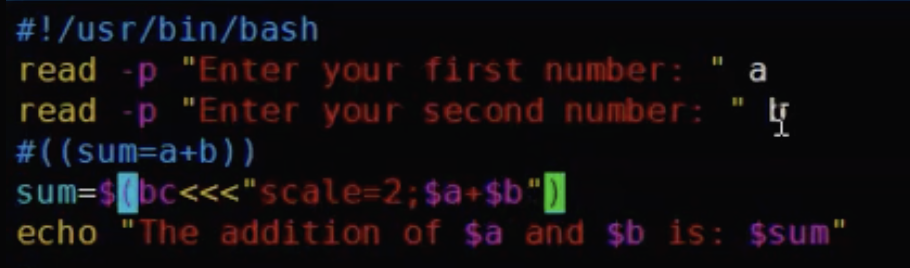 #!/usr/bin/bash
read -p "Enter your first number: " a
read -p "Enter your second number: " b
#((sum=a+b))
sum=$(bc<<<"scale=2;$a+$b")
echo "The addition of $a and $b is: $sum"